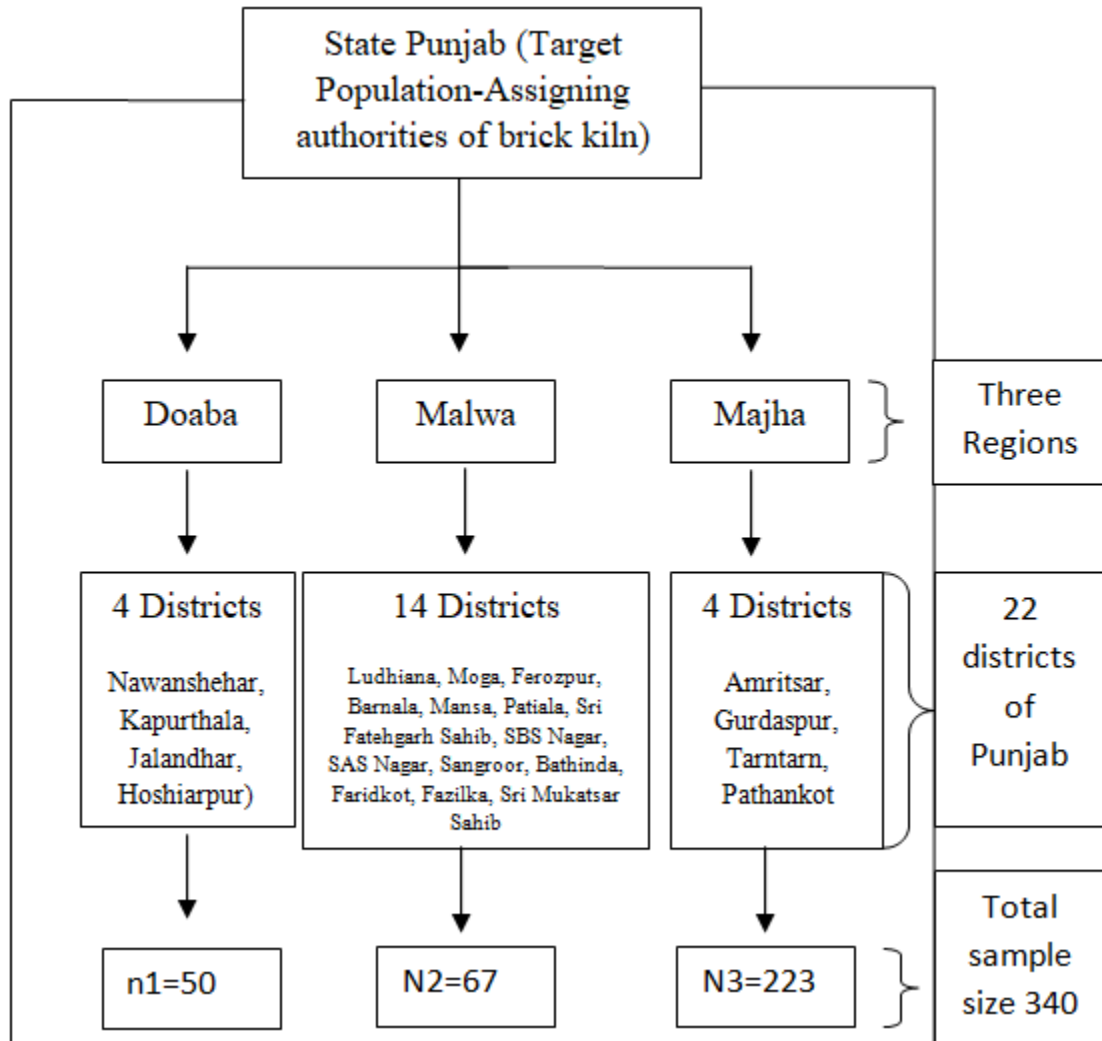 State Punjab (Target
Population-Assigning
authorities of brick kiln)
Doaba
Malwa
Majha
Three
Regions
4 Districts
Nawanshehar,
Kapurthala,
Jalandhar,
Hoshiarpur)
14 Districts
Ludhiana, Moga, Ferozpur,
Barnala, Mansa, Patiala, Sri
Fatehgarh Sahib, SBS Nagar,
SAS Nagar, Sangroor, Bathinda,
Faridkot, Fazilka, Sri Mukatsar
Sahib
4 Districts
Amritsar,
Gurdaspur,
Tarntarn,
Pathankot
22
districts
of
Punjab
n1=50
N2=67
N3=223
Total
sample
size 340